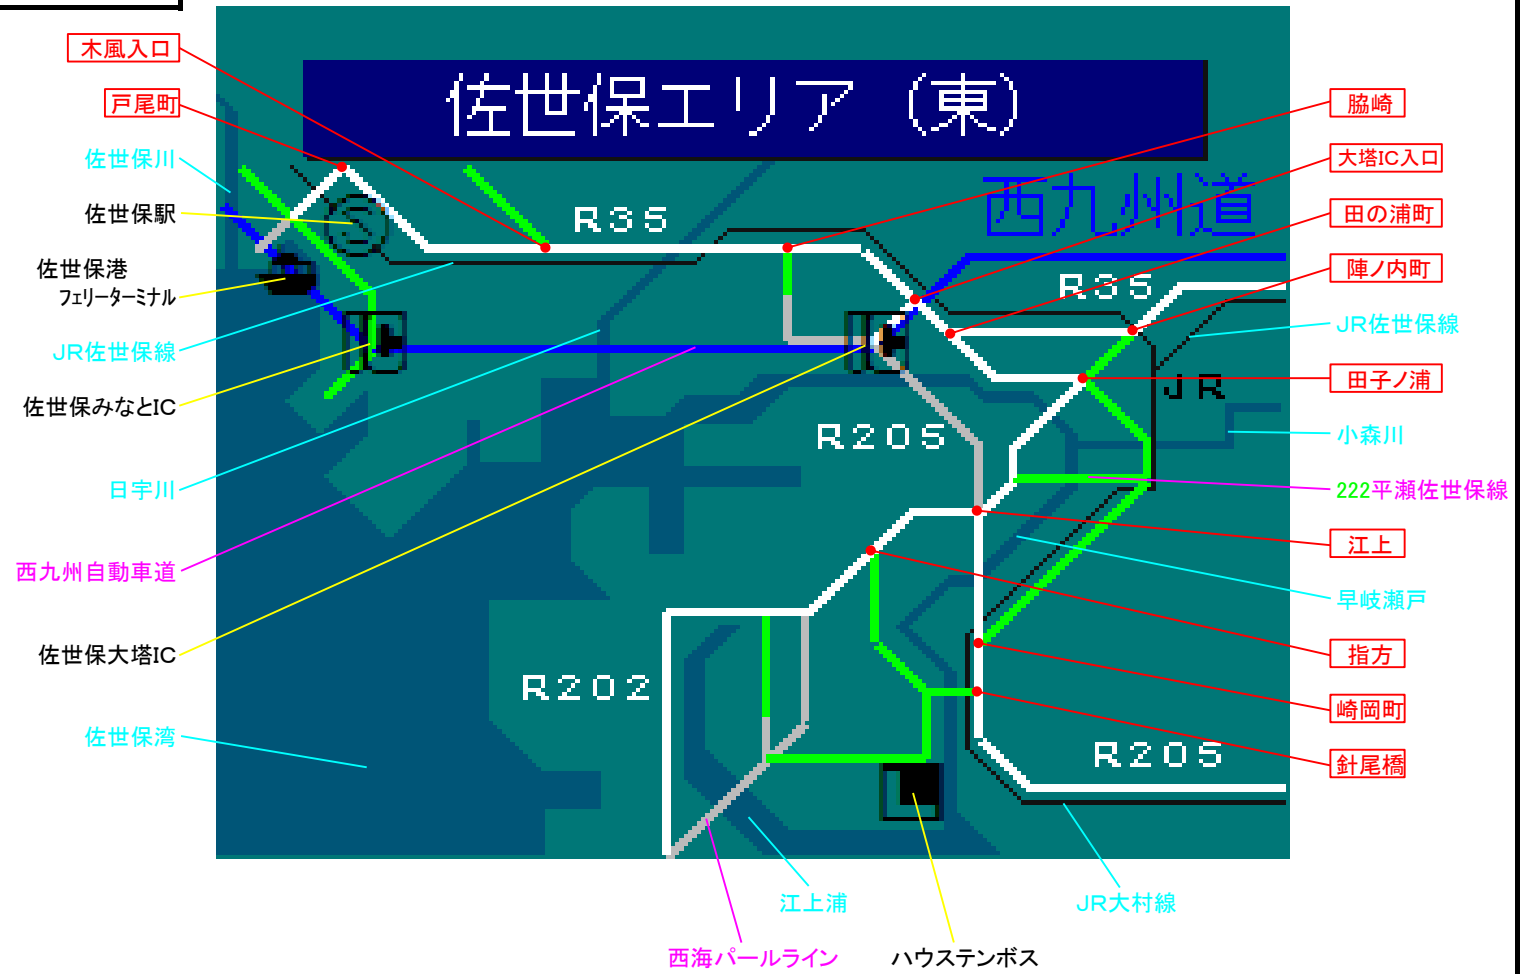 木風入口
戸尾町
佐世保川
佐世保駅
佐世保港
フェリーターミナル
JR佐世保線
佐世保みなとIC
日宇川
西九州自動車道
佐世保大塔IC
佐世保湾
佐世保エリア（東）
西九州道
R35
R35
JR
R205
R202
R205
脇崎
大塔IC入口
田の浦町
陣ノ内町
JR佐世保線
田子ノ浦
小森川
222平瀬佐世保線
江上
早岐瀬戸
指方
崎岡町
針尾橋
江上浦
JR大村線
西海パールライン
ハウステンボス